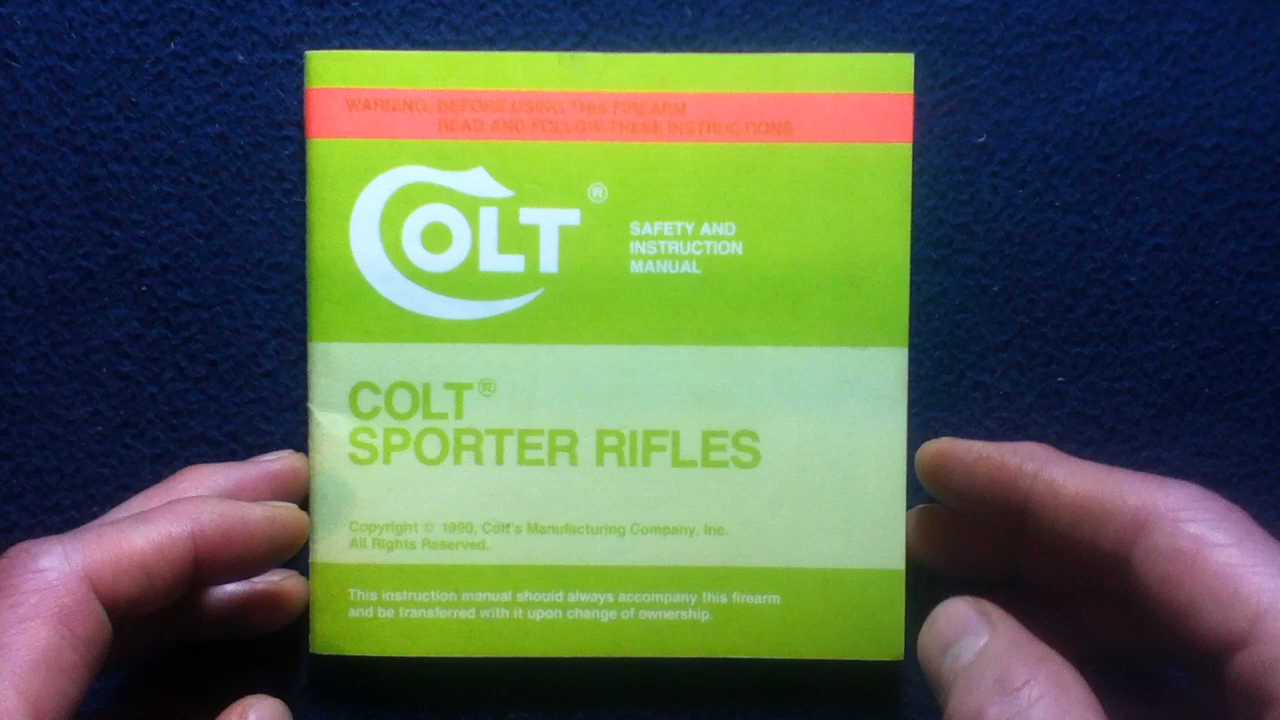 WARNING: BEFORE USING THIS FIREARM
READ AND FOLLOW THESE INSTRUCTIONS
COLT®
SAFETY AND
INSTRUCTION
MANUAL
COLT®
SPORTER RIFLES
Copyright © 1990, Colt's Manufacturing Company, Inc.
All Rights Reserved.
This instruction manual should always accompany this firearm
and be transferred with it upon change of ownership.